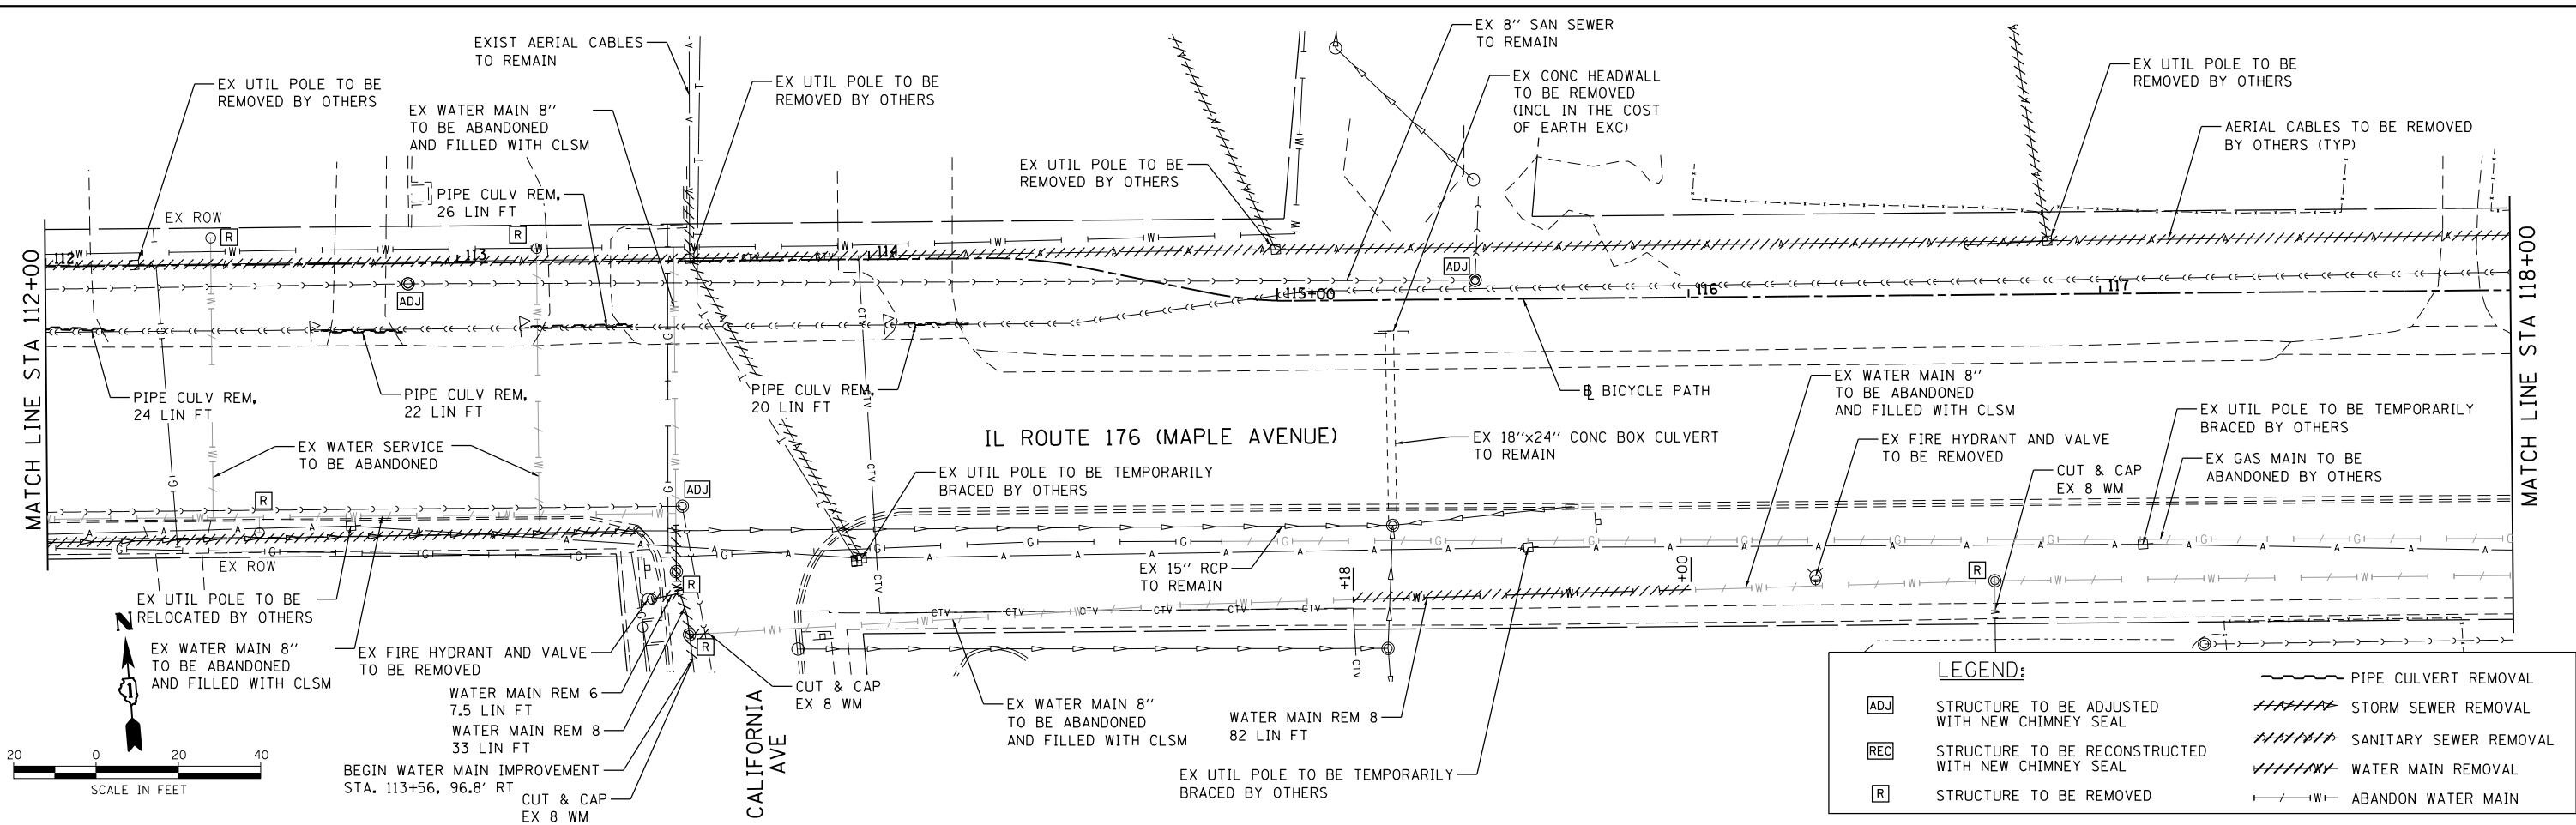 EXIST AERIAL CABLES
TO REMAIN
EX 8'' SAN SEWER
TO REMAIN
EX UTIL POLE TO BE
REMOVED BY OTHERS
EX UTIL POLE TO BE
REMOVED BY OTHERS
EX CONC HEADWALL
TO BE REMOVED
(INCL IN THE COST
OF EARTH EXC)
EX UTIL POLE TO BE
REMOVED BY OTHERS
EX WATER MAIN 8''
TO BE ABANDONED
AND FILLED WITH CLSM
AERIAL CABLES TO BE REMOVED
BY OTHERS (TYP)
EX UTIL POLE TO BE
REMOVED BY OTHERS
PIPE CULV REM,
26 LIN FT
EX ROW
R
R
112
113
114
115+00
116
117
ADJ
ADJ
MATCH LINE STA 112+00
MATCH LINE STA 118+00
PIPE CULV REM,
24 LIN FT
PIPE CULV REM,
22 LIN FT
PIPE CULV REM,
20 LIN FT
℄ BICYCLE PATH
EX WATER MAIN 8''
TO BE ABANDONED
AND FILLED WITH CLSM
IL ROUTE 176 (MAPLE AVENUE)
EX 18''x24'' CONC BOX CULVERT
TO REMAIN
EX UTIL POLE TO BE TEMPORARILY
BRACED BY OTHERS
EX FIRE HYDRANT AND VALVE
TO BE REMOVED
EX WATER SERVICE
TO BE ABANDONED
EX UTIL POLE TO BE TEMPORARILY
BRACED BY OTHERS
CUT & CAP
EX 8 WM
EX GAS MAIN TO BE
ABANDONED BY OTHERS
R
ADJ
EX ROW
EX 15'' RCP
TO REMAIN
-18
+00
R
R
EX UTIL POLE TO BE
RELOCATED BY OTHERS
N
EX WATER MAIN 8''
TO BE ABANDONED
AND FILLED WITH CLSM
EX FIRE HYDRANT AND VALVE
TO BE REMOVED
R
WATER MAIN REM 6
7.5 LIN FT
WATER MAIN REM 8
33 LIN FT
BEGIN WATER MAIN IMPROVEMENT
STA. 113+56, 96.8' RT
CUT & CAP
EX 8 WM
CALIFORNIA
AVE
CUT & CAP
EX 8 WM
EX WATER MAIN 8''
TO BE ABANDONED
AND FILLED WITH CLSM
WATER MAIN REM 8
82 LIN FT
EX UTIL POLE TO BE TEMPORARILY
BRACED BY OTHERS
20 0 20 40
SCALE IN FEET
LEGEND:
ADJ STRUCTURE TO BE ADJUSTED
WITH NEW CHIMNEY SEAL
REC STRUCTURE TO BE RECONSTRUCTED
WITH NEW CHIMNEY SEAL
R STRUCTURE TO BE REMOVED
PIPE CULVERT REMOVAL
STORM SEWER REMOVAL
SANITARY SEWER REMOVAL
WATER MAIN REMOVAL
W ABANDON WATER MAIN